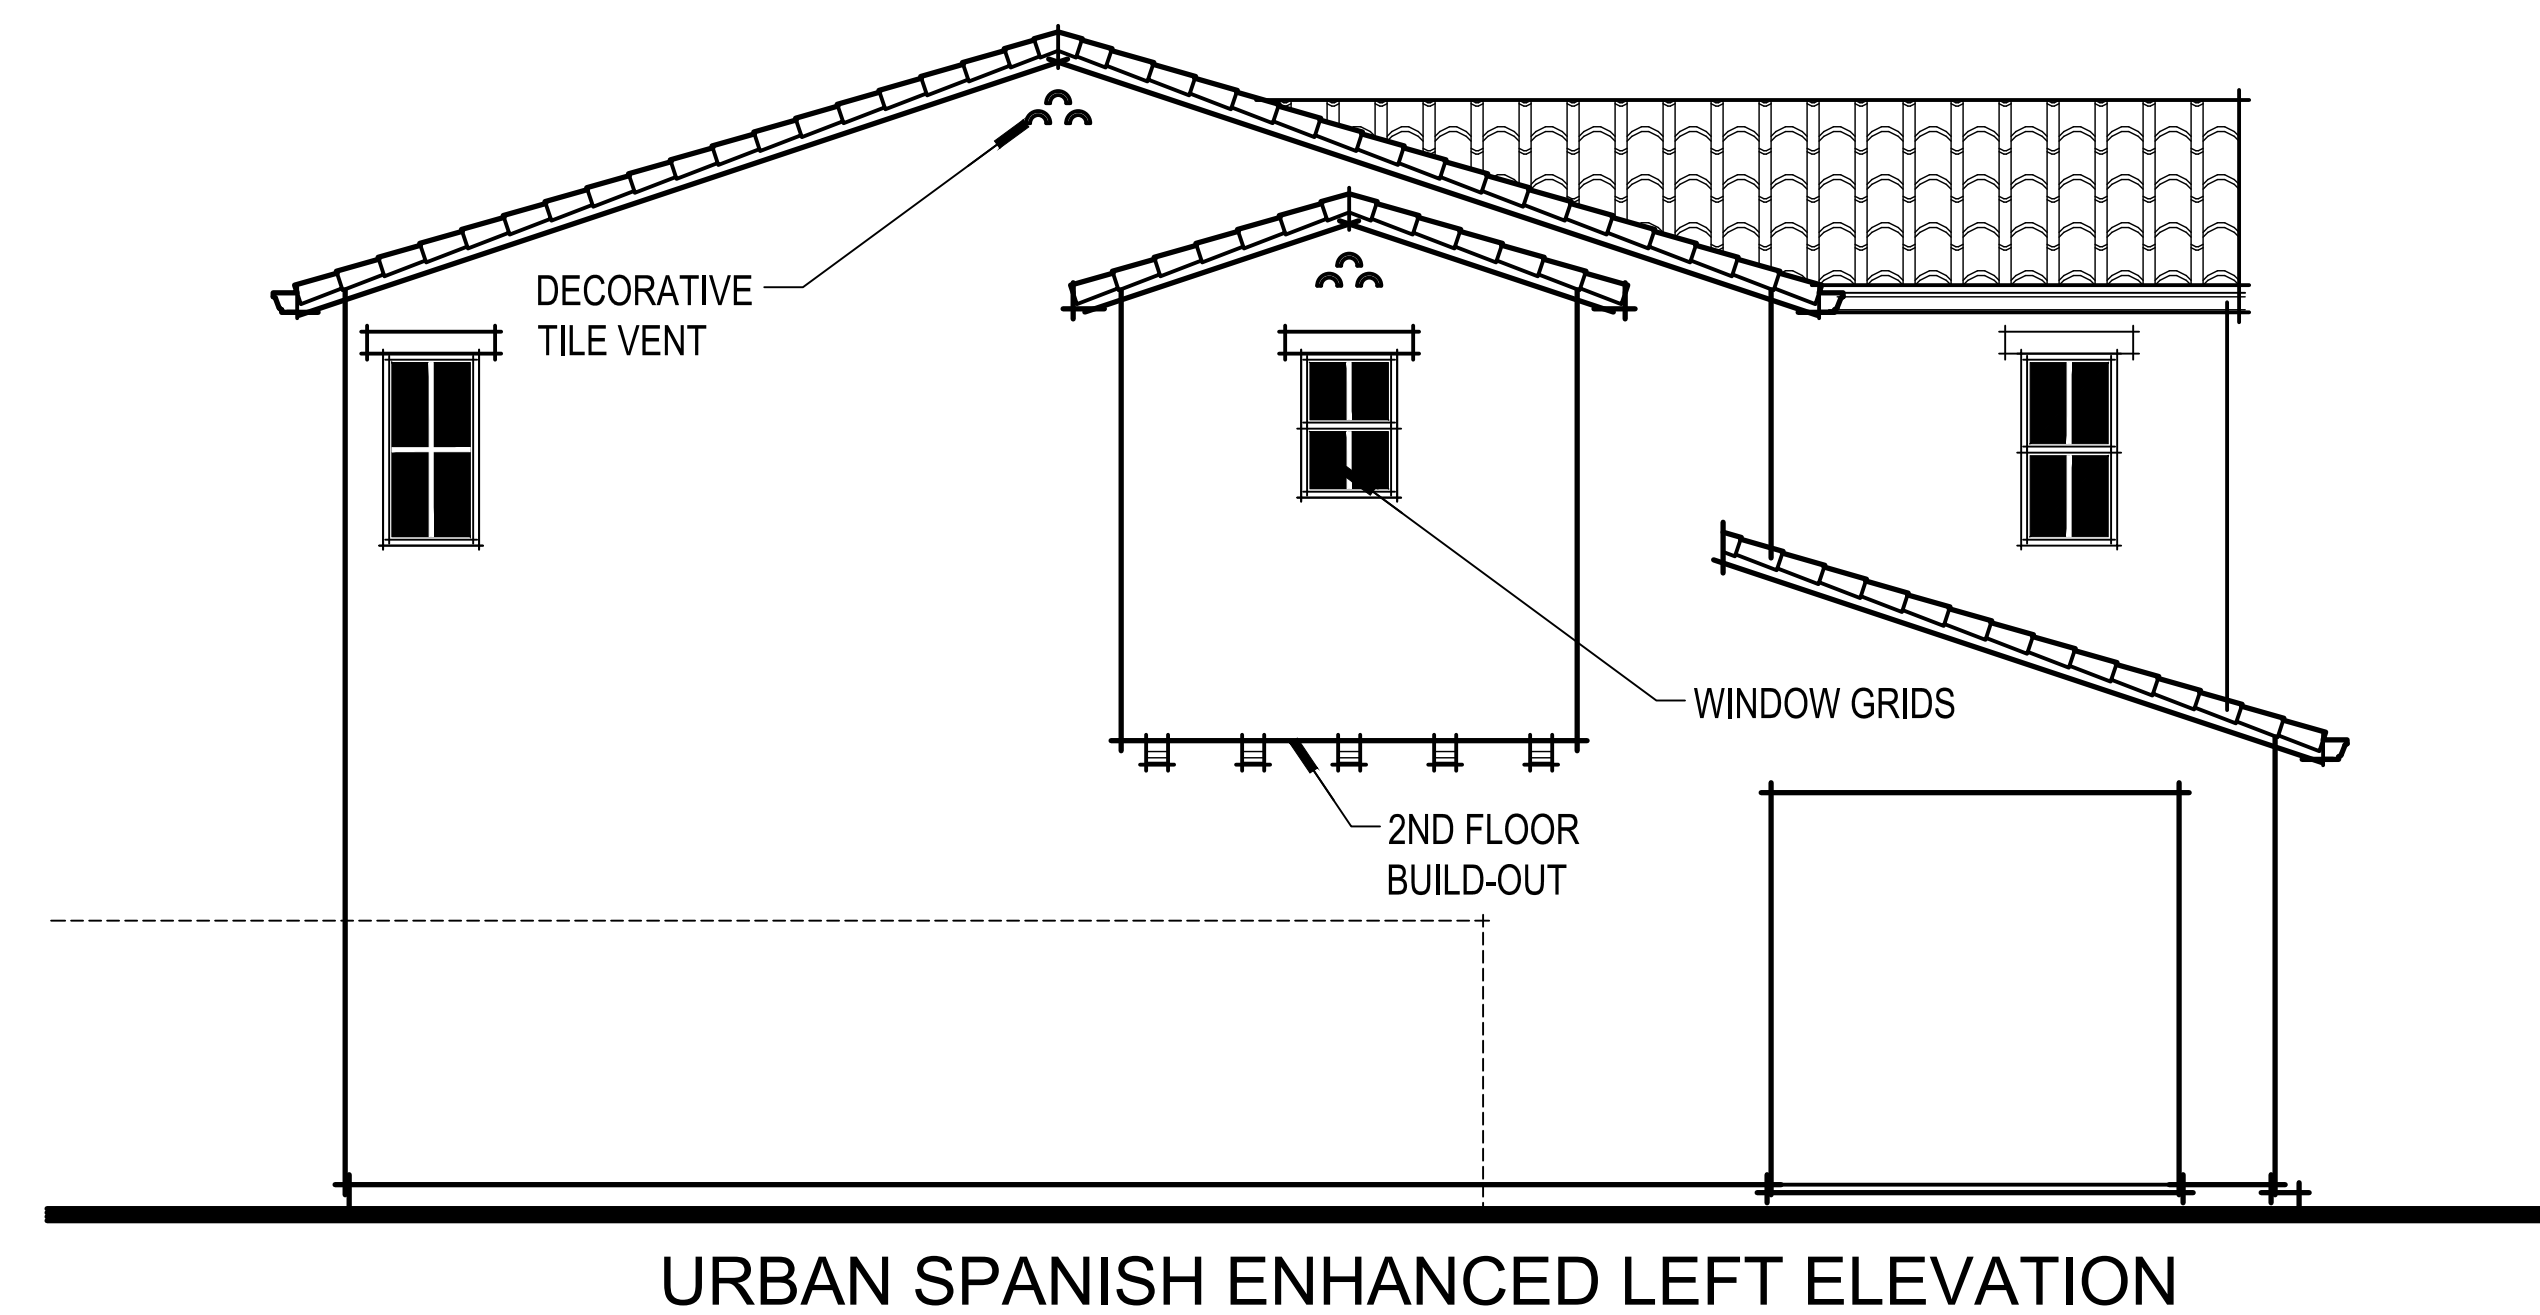 DECORATIVE
TILE VENT
WINDOW GRIDS
2ND FLOOR
BUILD-OUT
URBAN SPANISH ENHANCED LEFT ELEVATION